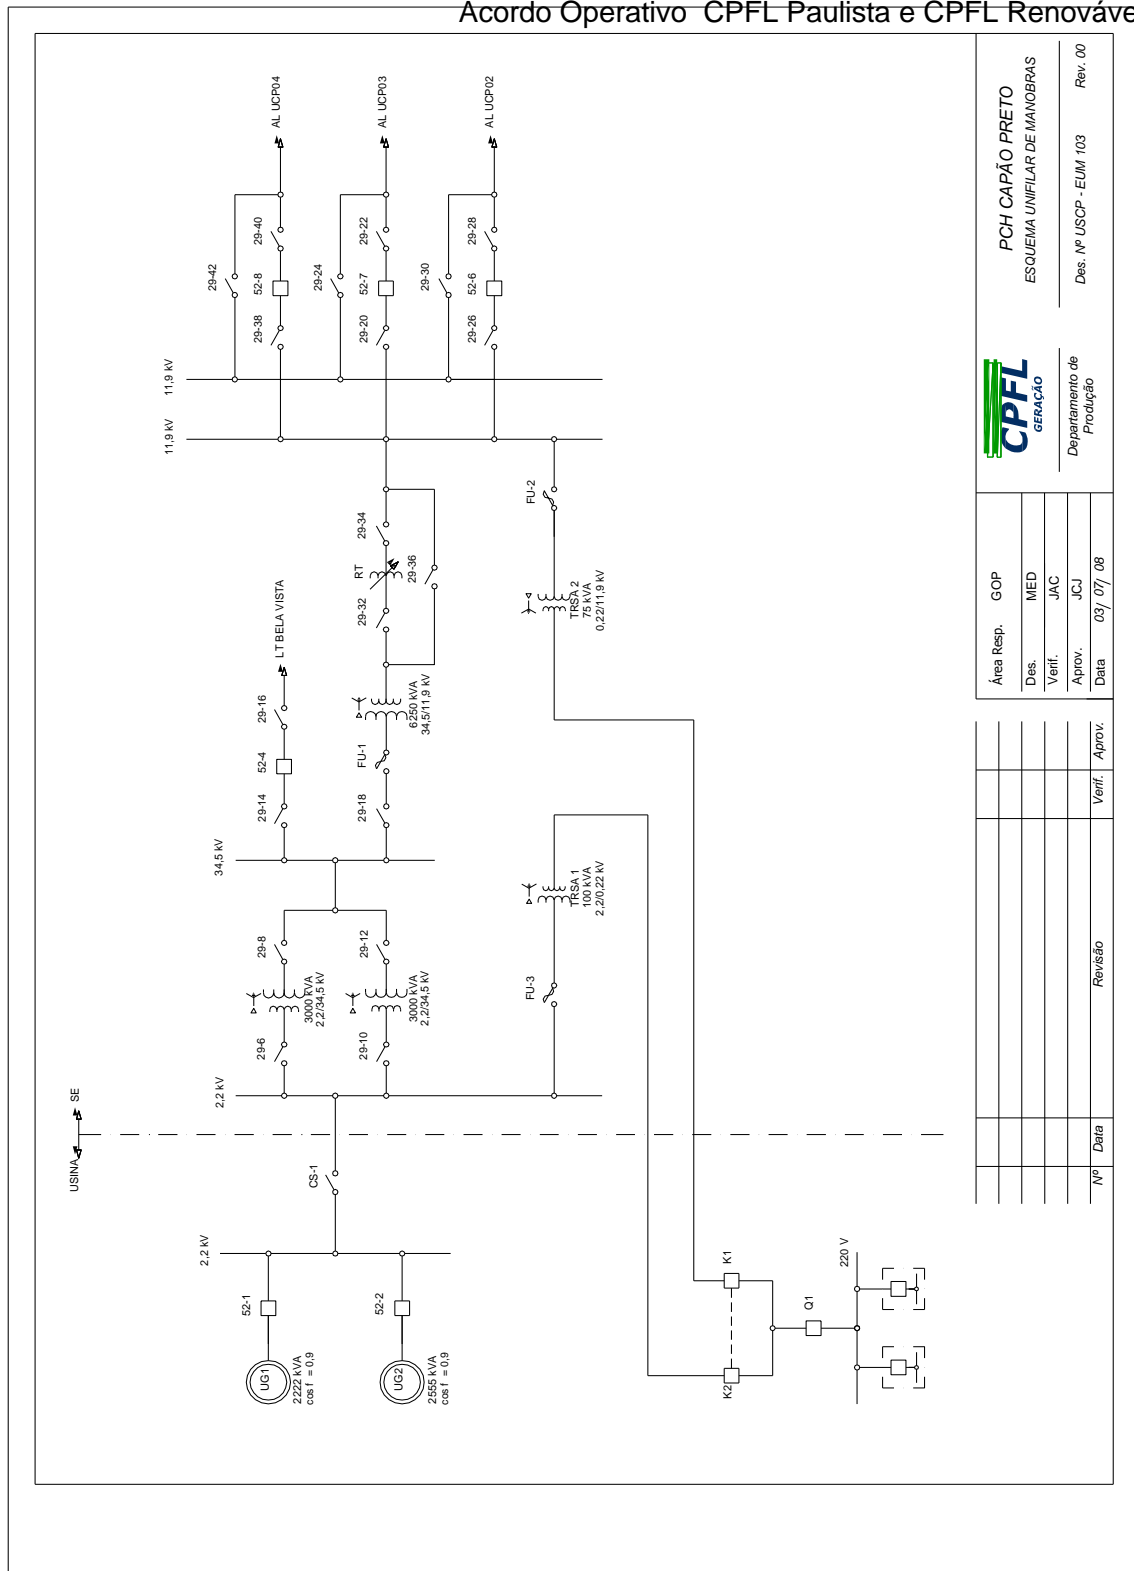 Acordo Operativo  CPFL Paulista e CPFL Renováve
AL UCP04
AL UCP03
AL UCP02
29-42
29-40
52-8
29-38
29-24
29-22
52-7
29-20
29-30
29-28
52-6
29-26
11,9 kV
11,9 kV
29-34
RT
29-36
29-32
FU-2
TRSA 2
75 kVA
0,22/11,9 kV
LT BELA VISTA
29-16
52-4
29-14
6250 kVA
34,5/11,9 kV
FU-1
29-18
34,5 kV
TRSA 1
100 kVA
2,2/0,22 kV
FU-3
29-8
3000 kVA
2,2/34,5 kV
29-6
29-12
3000 kVA
2,2/34,5 kV
29-10
2,2 kV
SE
USINA
CS-1
2,2 kV
52-1
UG1
2222 kVA
cos f = 0,9
52-2
UG2
2555 kVA
cos f = 0,9
K1
K2
Q1
220 V
PCH CAPÃO PRETO
ESQUEMA UNIFILAR DE MANOBRAS
Des. Nº USCP - EUM 103
Rev. 00
CPFL
GERAÇÃO
Departamento de
Produção
Área Resp. GOP
Des. MED
Verif. JAC
Aprov. JCJ
Data 03/ 07/ 08
Nº Data Revisão Verif. Aprov.